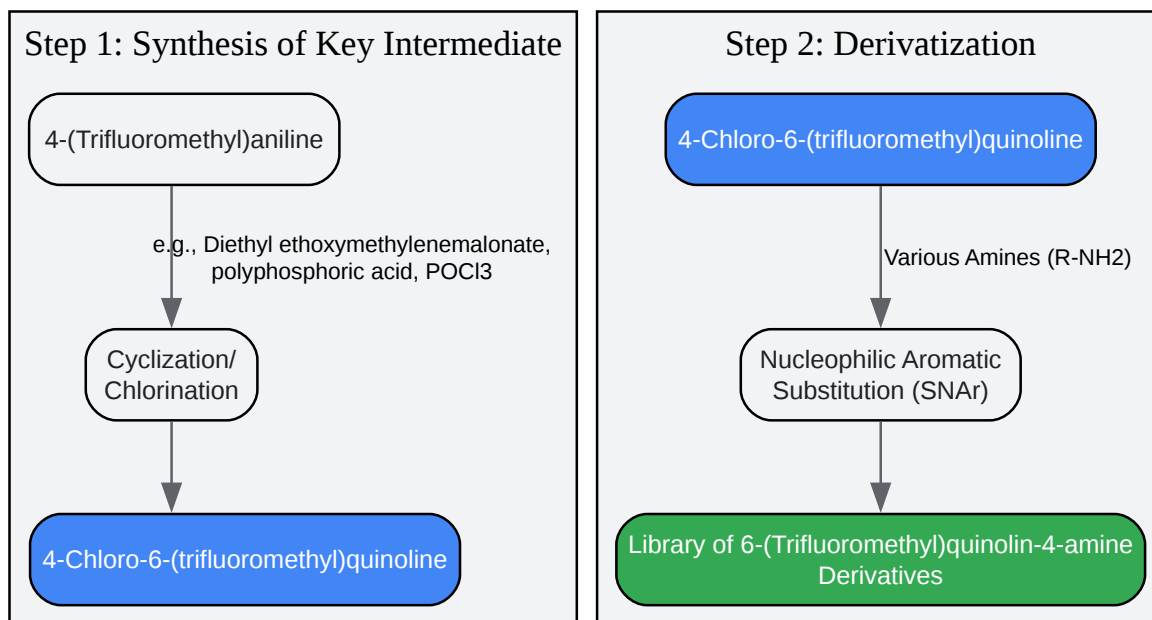 Step 1: Synthesis of Key Intermediate
4-(Trifluoromethyl)aniline
e.g., Diethyl ethoxymethylenemalonate,
polyphosphoric acid, POCl3
Cyclization/
Chlorination
4-Chloro-6-(trifluoromethyl)quinoline
Step 2: Derivatization
4-Chloro-6-(trifluoromethyl)quinoline
Various Amines (R-NH2)
Nucleophilic Aromatic
Substitution (SNAr)
Library of 6-(Trifluoromethyl)quinolin-4-amine
Derivatives